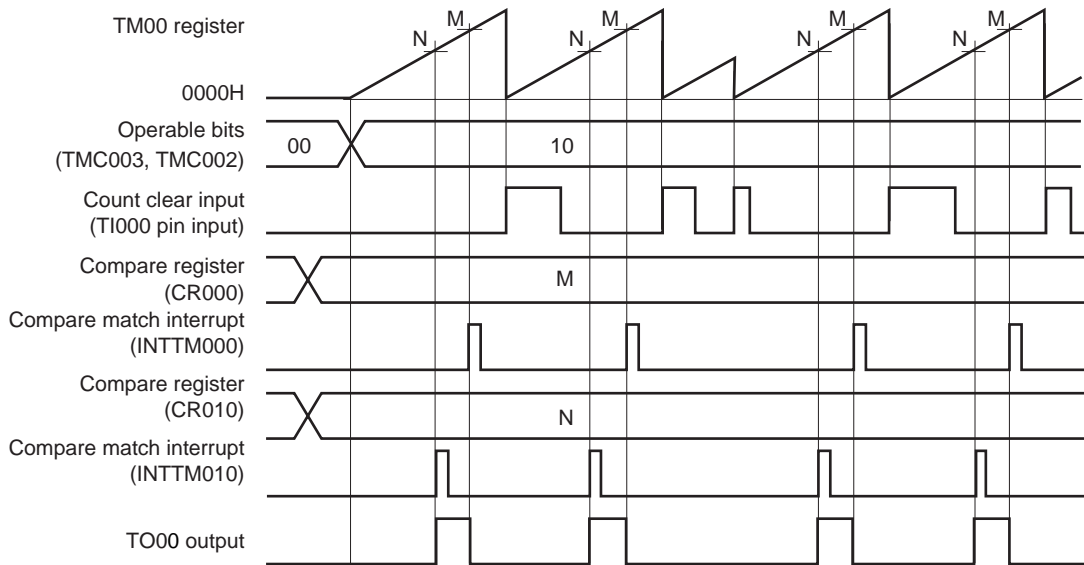 TM00 register
M
N
M
N
M
N
M
N
0000H
Operable bits
(TMC003, TMC002)
00
10
Count clear input
(TI000 pin input)
Compare register
(CR000)
M
Compare match interrupt
(INTTM000)
Compare register
(CR010)
N
Compare match interrupt
(INTTM010)
TO00 output